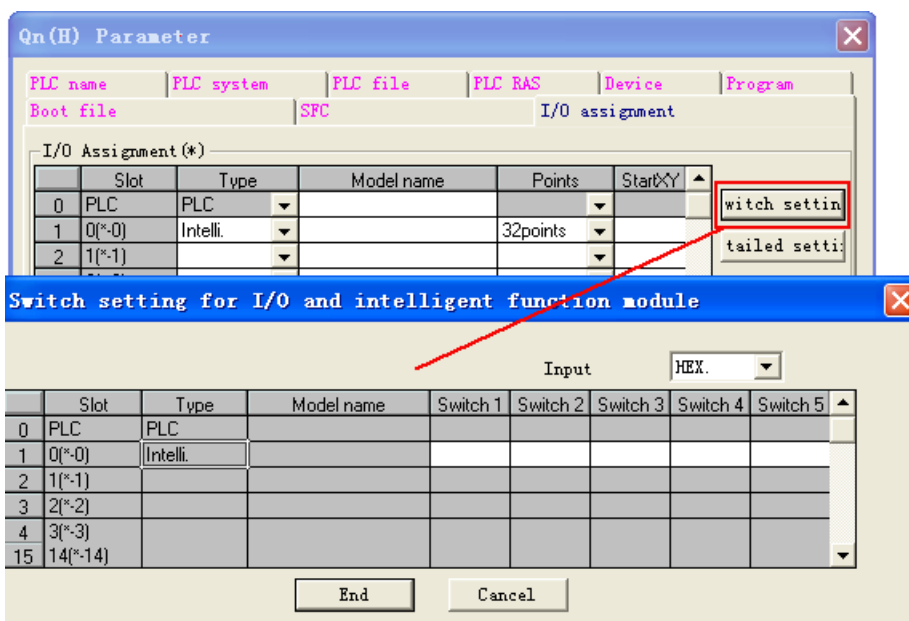 Qn(H) Parameter
PLC name PLC system PLC file PLC RAS Device Program
Boot file SFC I/O assignment
I/O Assignment(*)
Slot Type Model name Points StartXY
0 PLC PLC
witch settin
1 0(*-0) Intelli. 32points
2 1(*-1)
tailed setti
Switch setting for I/O and intelligent function module
Input HEX.
Slot Type Model name Switch 1 Switch 2 Switch 3 Switch 4 Switch 5
0 PLC PLC
1 0(*-0) Intelli.
2 1(*-1)
3 2(*-2)
4 3(*-3)
15 14(*-14)
End Cancel